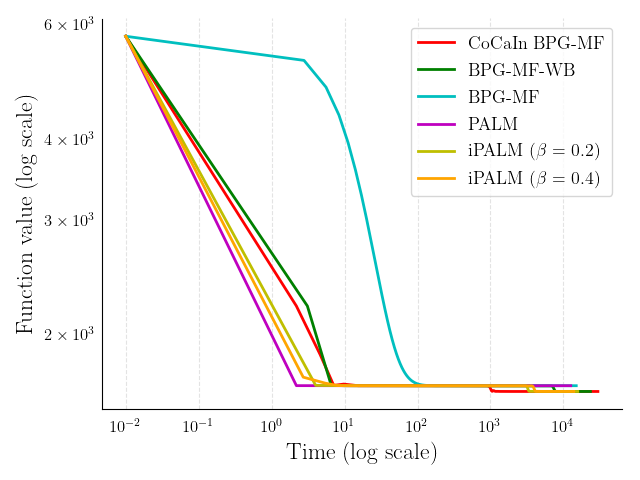 6 × 10³
4 × 10³
3 × 10³
2 × 10³
Function value (log scale)
CoCaIn BPG-MF
BPG-MF-WB
BPG-MF
PALM
iPALM (β = 0.2)
iPALM (β = 0.4)
10⁻² 10⁻¹ 10⁰ 10¹ 10² 10³ 10⁴
Time (log scale)